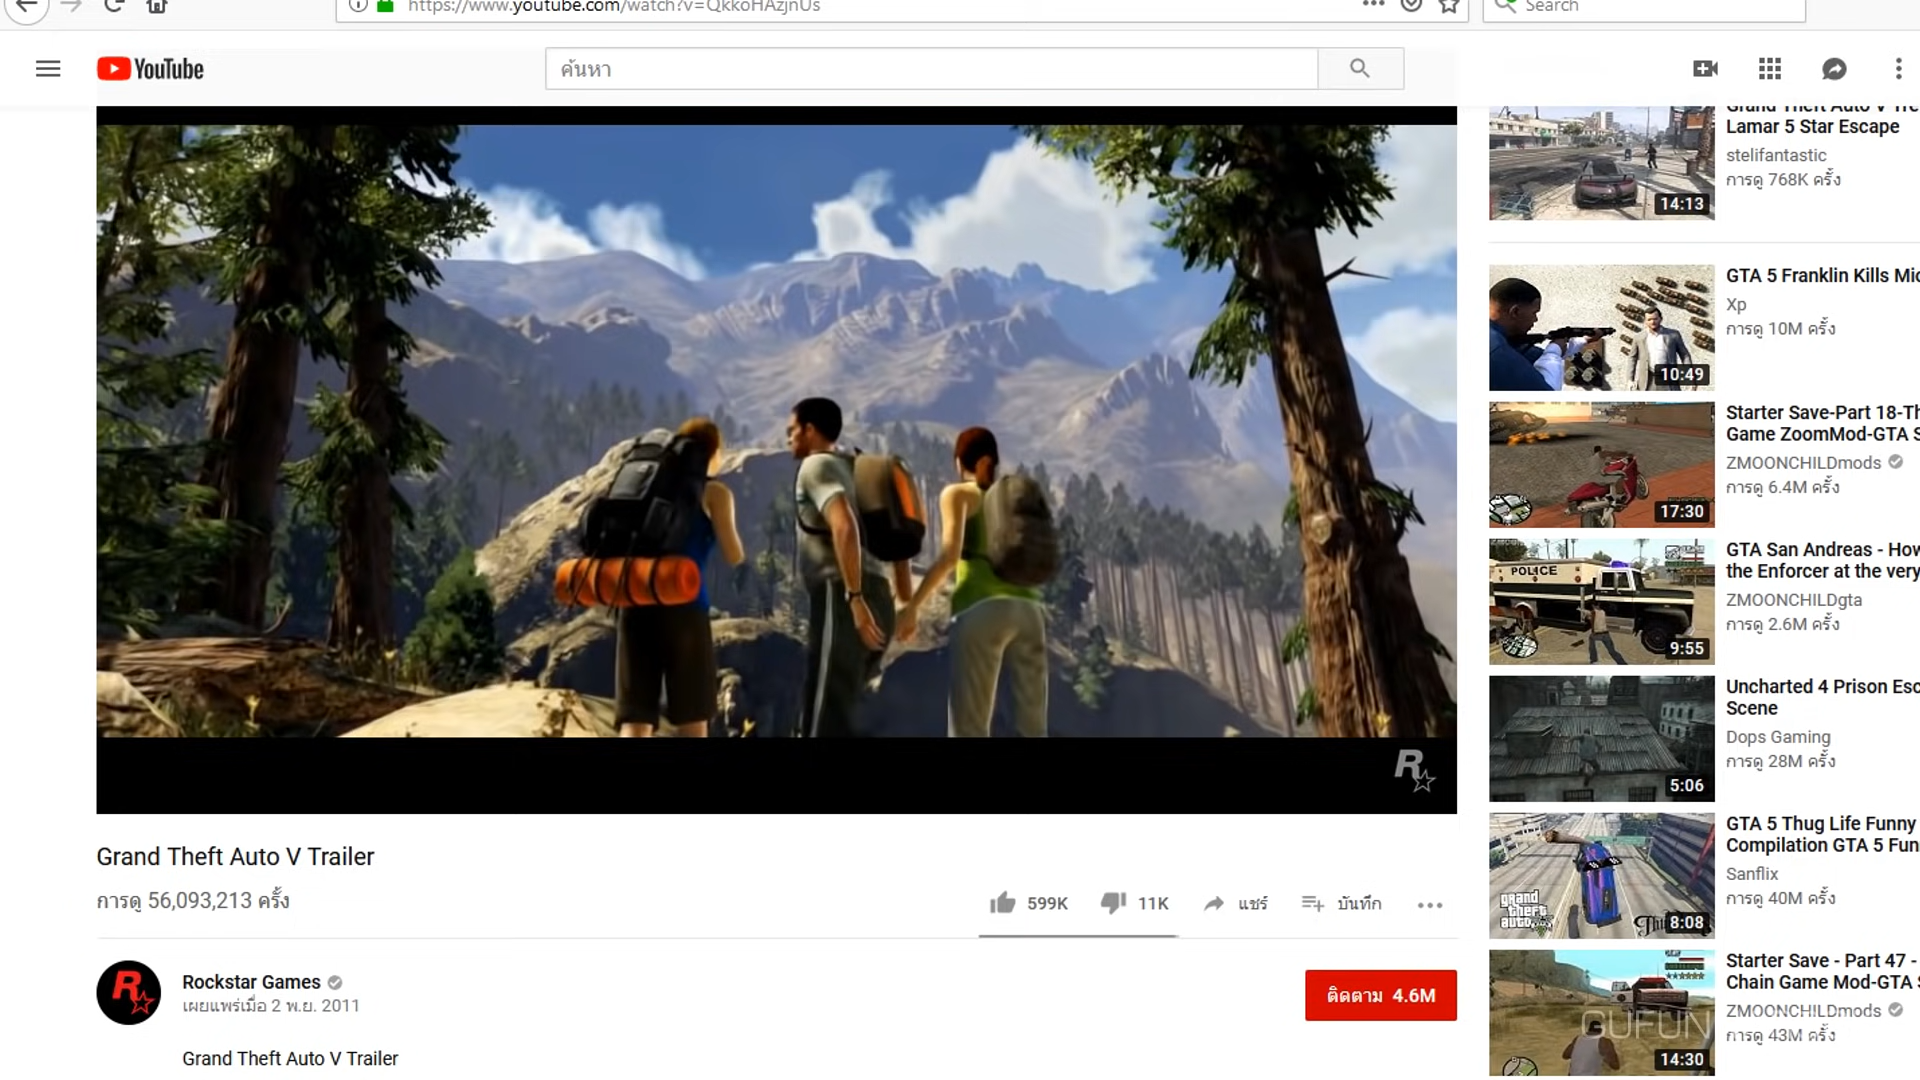 https://www.youtube.com/watch?v=QkkoHAzjnUs
Search
YouTube
ค้นหา
Grand Theft Auto V Tre
Lamar 5 Star Escape
stelifantastic
การดู 768K ครั้ง
14:13
GTA 5 Franklin Kills Mic
Xp
การดู 10M ครั้ง
10:49
Starter Save-Part 18-Th
Game ZoomMod-GTA S
ZMOONCHILDmods
การดู 6.4M ครั้ง
17:30
POLICE
GTA San Andreas - How
the Enforcer at the very
ZMOONCHILDgta
การดู 2.6M ครั้ง
9:55
Uncharted 4 Prison Esc
Scene
Dops Gaming
การดู 28M ครั้ง
5:06
R
Grand Theft Auto V Trailer
การดู 56,093,213 ครั้ง
599K
11K
แชร์
บันทึก
grand
theft
auto
GTA 5 Thug Life Funny
Compilation GTA 5 Fun
Sanflix
การดู 40M ครั้ง
8:08
R
Rockstar Games
เผยแพร่เมื่อ 2 พ.ย. 2011
ติดตาม 4.6M
Grand Theft Auto V Trailer
Starter Save - Part 47 -
Chain Game Mod-GTA S
ZMOONCHILDmods
การดู 43M ครั้ง
14:30
GUFUN